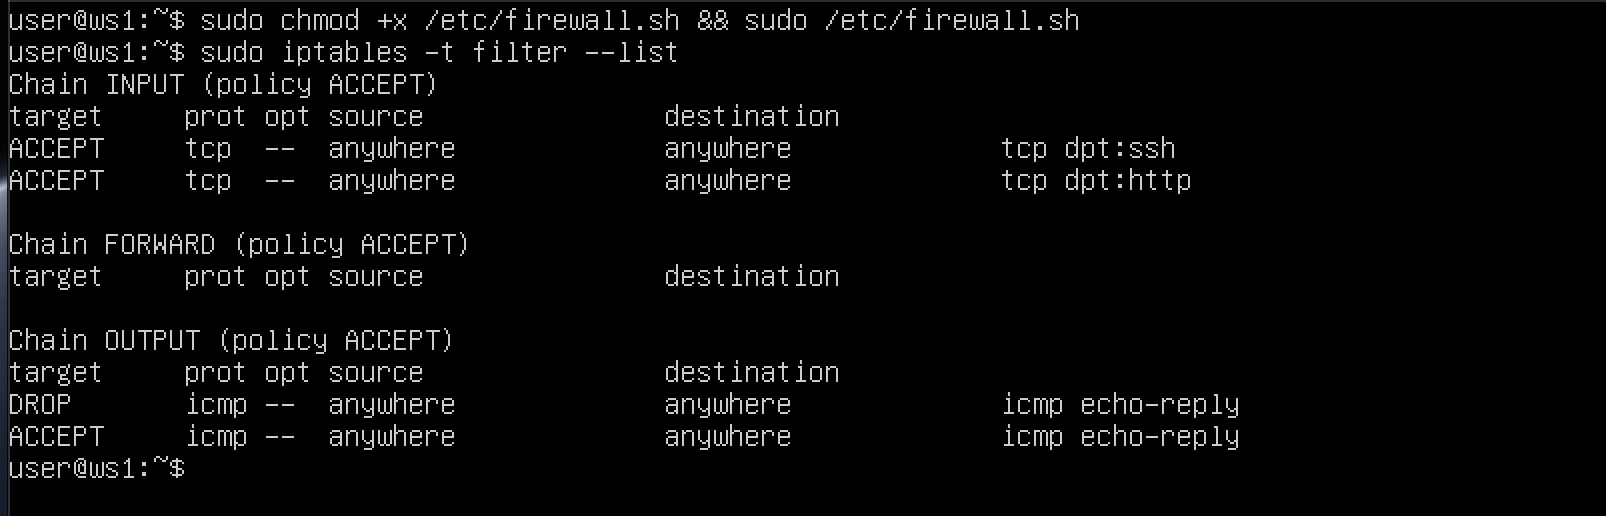 user@ws1:~$ sudo chmod +x /etc/firewall.sh && sudo /etc/firewall.sh
user@ws1:~$ sudo iptables -t filter --list
Chain INPUT (policy ACCEPT)
target     prot opt source               destination
ACCEPT     tcp  --  anywhere             anywhere             tcp dpt:ssh
ACCEPT     tcp  --  anywhere             anywhere             tcp dpt:http

Chain FORWARD (policy ACCEPT)
target     prot opt source               destination

Chain OUTPUT (policy ACCEPT)
target     prot opt source               destination
DROP       icmp --  anywhere             anywhere             icmp echo-reply
ACCEPT     icmp --  anywhere             anywhere             icmp echo-reply
user@ws1:~$